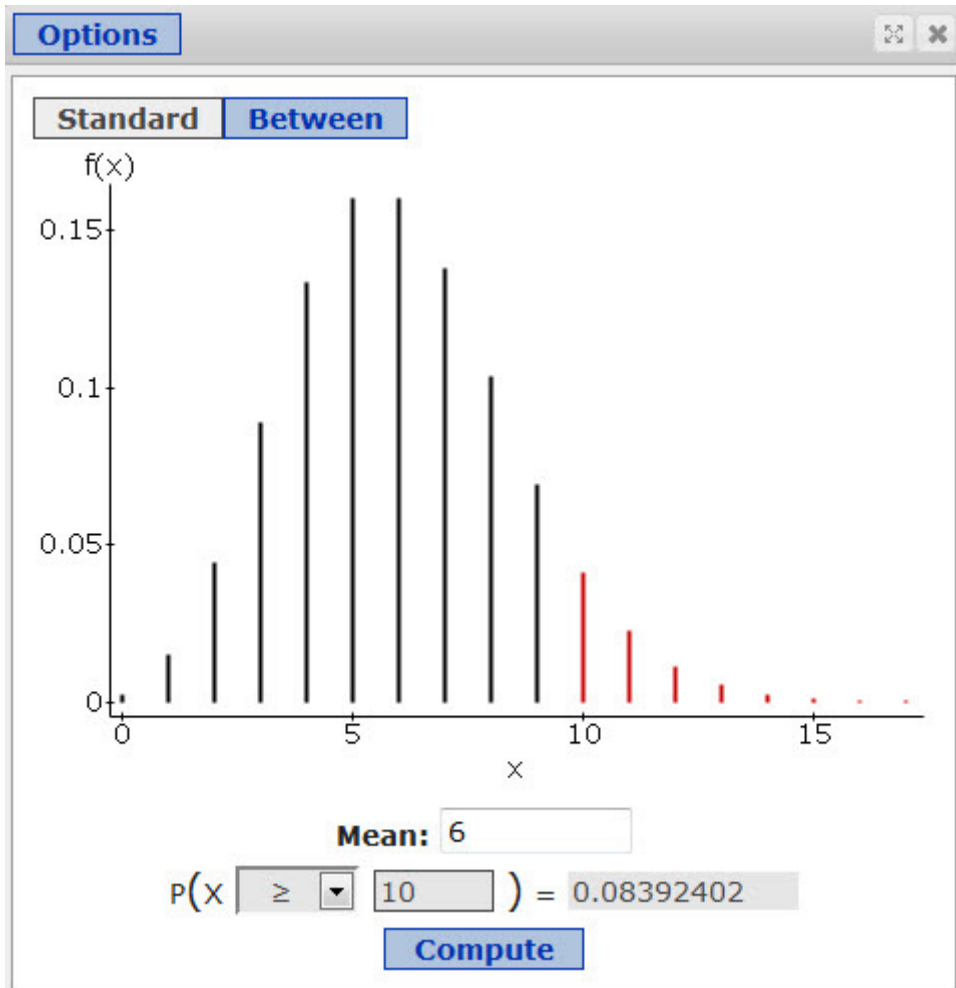 Options
Standard Between
f(x)
0.15
0.1
0.05
0
0 5 10 15
x
Mean: 6
P(X ≥ 10 ) = 0.08392402
Compute